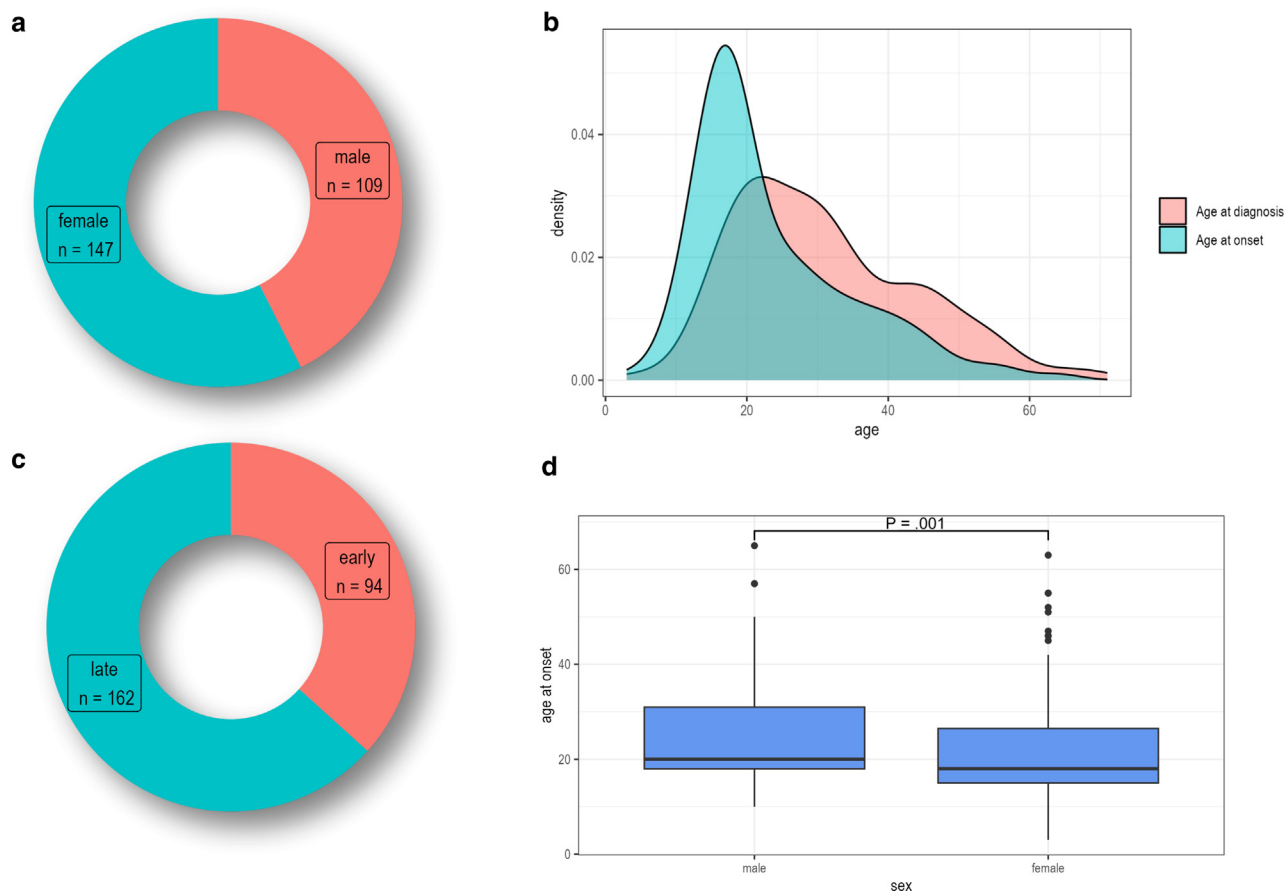 a
male
n = 109
female
n = 147
b
density
0.04
0.02
0.00
0
20
40
60
age
Age at diagnosis
Age at onset
c
early
n = 94
late
n = 162
d
P = .001
age at onset
60
40
20
0
male
female
sex